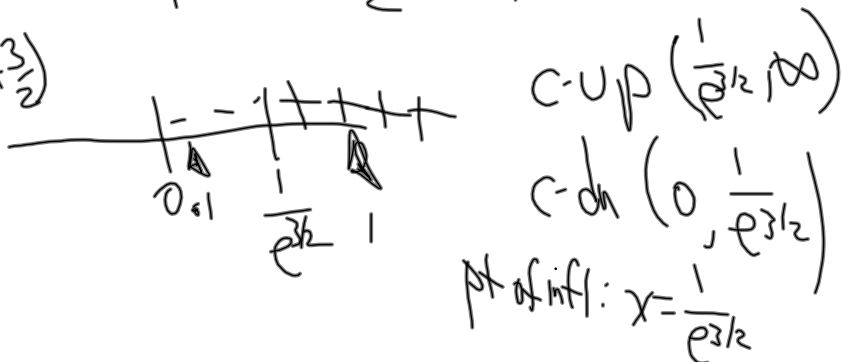 3/2)
- - - + + + +
0.1 1/e^{3/2} 1
c-up (1/e^{3/2}, ∞)
c-dn (0, 1/e^{3/2})
pt of infl: x = 1/e^{3/2}